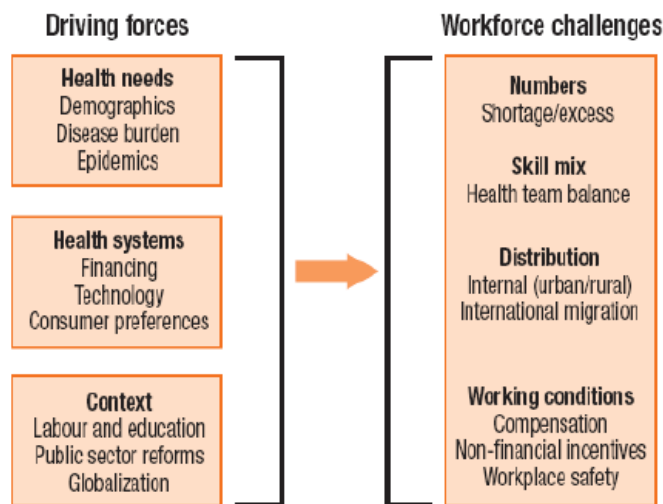 Driving forces
Health needs
Demographics
Disease burden
Epidemics
Health systems
Financing
Technology
Consumer preferences
Context
Labour and education
Public sector reforms
Globalization
Workforce challenges
Numbers
Shortage/excess
Skill mix
Health team balance
Distribution
Internal (urban/rural)
International migration
Working conditions
Compensation
Non-financial incentives
Workplace safety